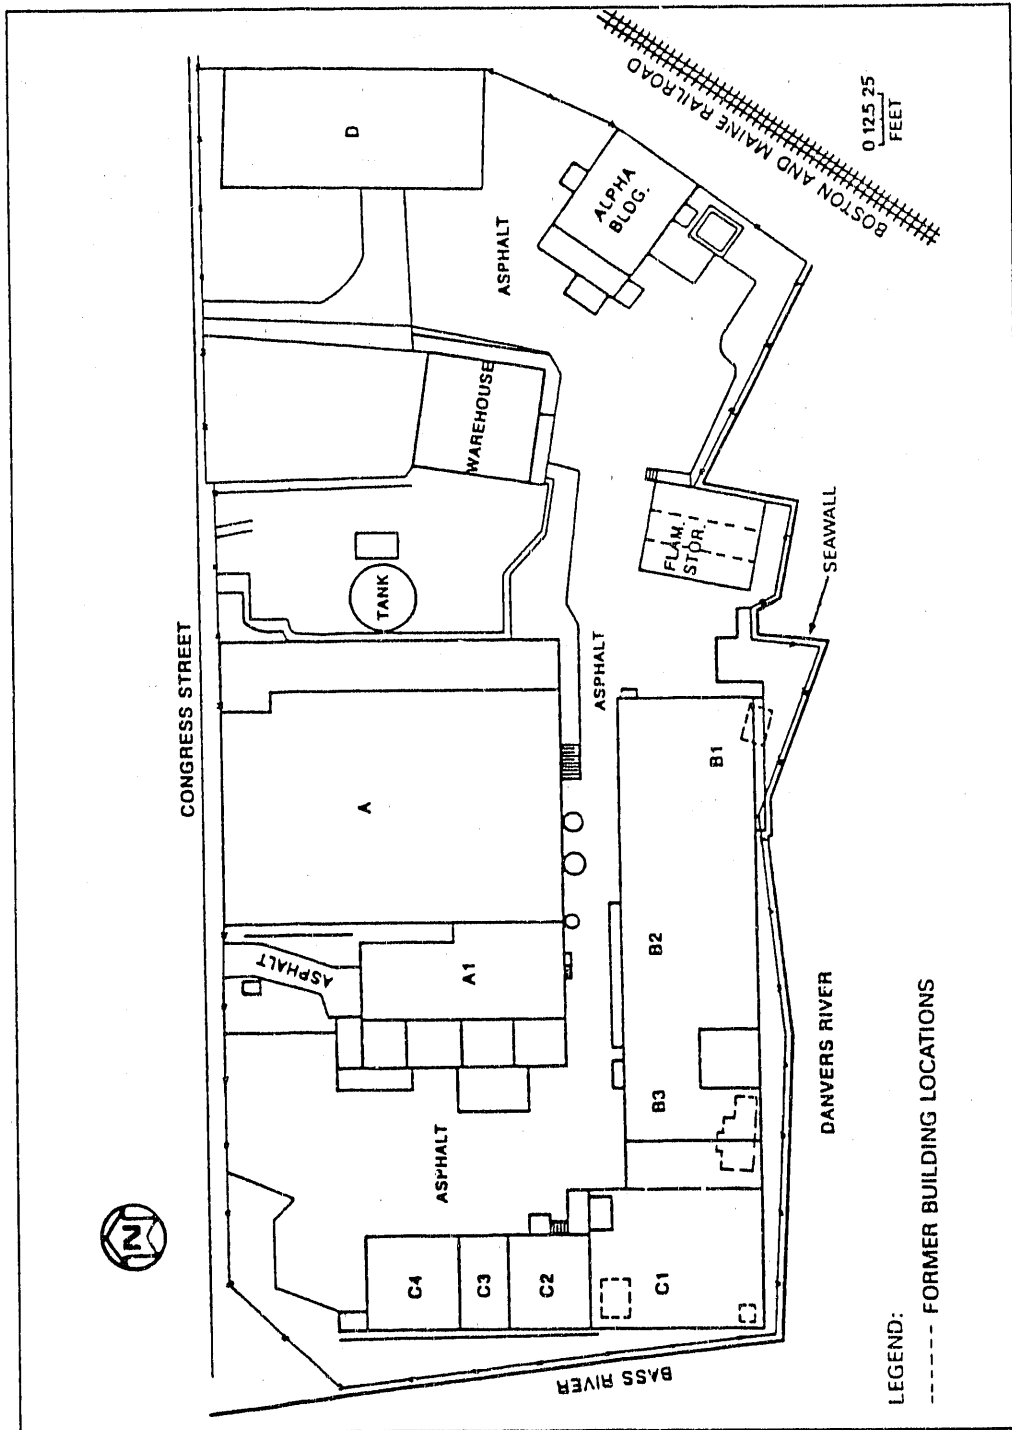 CONGRESS STREET
D
ASPHALT
ALPHA
BLDG.
BOSTON AND MAINE RAILROAD
0 12.5 25
FEET
WAREHOUSE
TANK
FLAM.
STOR.
SEAWALL
ASPHALT
A
B1
ASPHALT
A1
B2
B3
ASPHALT
DANVERS RIVER
N
C4
C3
C2
C1
BASS RIVER
LEGEND:
------ FORMER BUILDING LOCATIONS